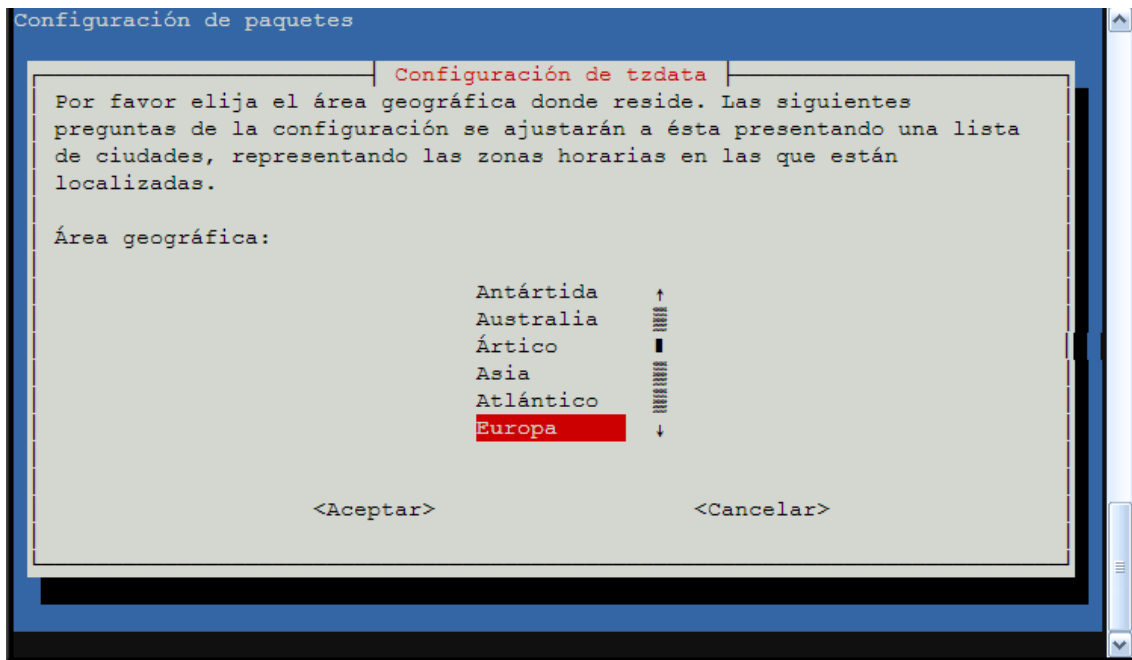 Configuración de paquetes
Configuración de tzdata
Por favor elija el área geográfica donde reside. Las siguientes
preguntas de la configuración se ajustarán a ésta presentando una lista
de ciudades, representando las zonas horarias en las que están
localizadas.
Área geográfica:
Antártida
Australia
Ártico
Asia
Atlántico
Europa
<Aceptar> <Cancelar>